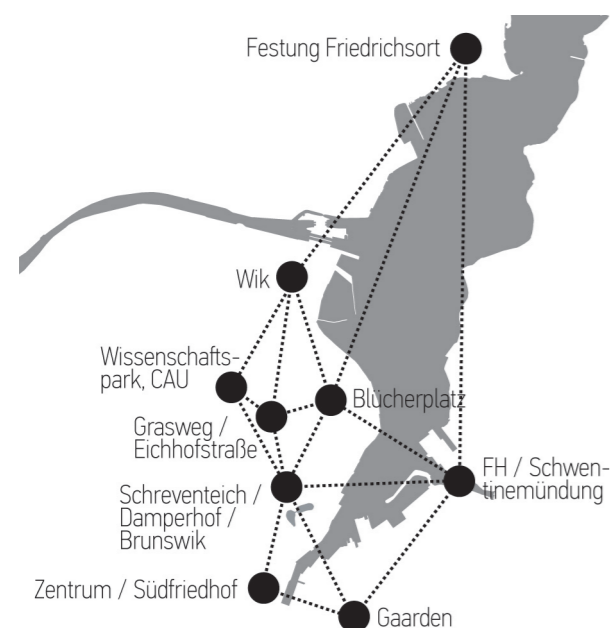 Festung Friedrichsort
Wik
Wissenschafts-
park, CAU
Blücherplatz
Grasweg /
Eichhofstraße
FH / Schwen-
tinemündung
Schreventeich /
Damperhof /
Brunswik
Zentrum / Südfriedhof
Gaarden